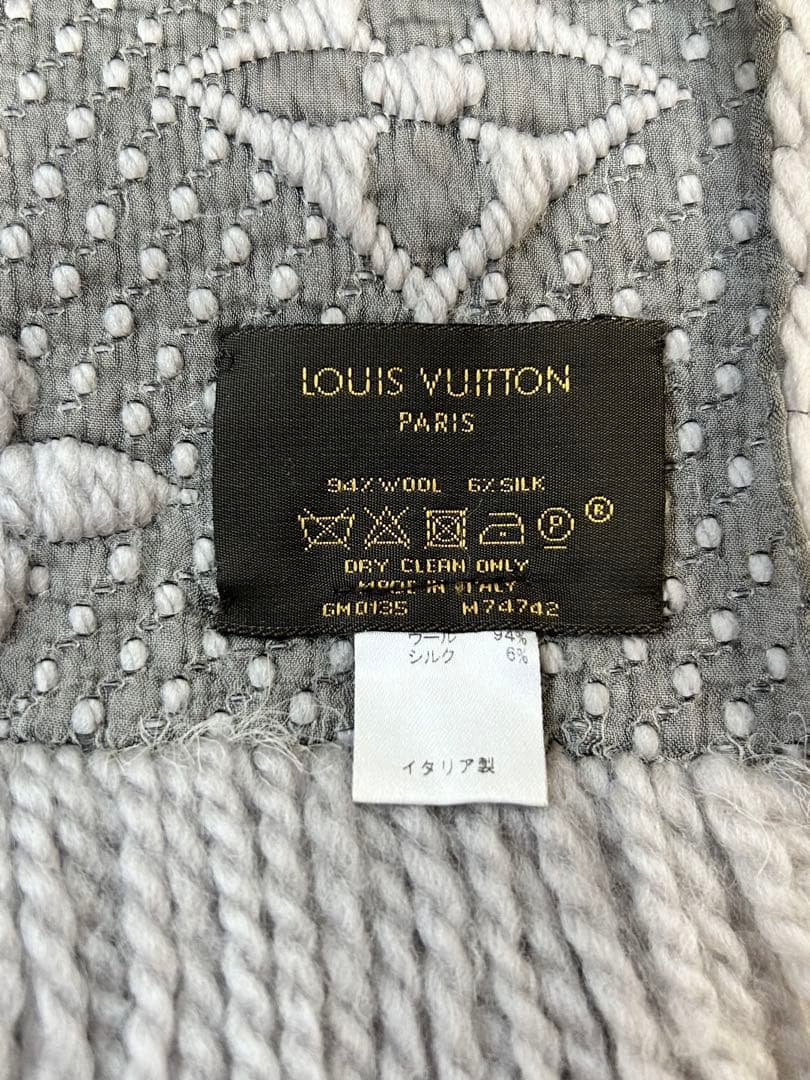 LOUIS VUITTON
PARIS
94% WOOL 6% SILK
P ®
DRY CLEAN ONLY
MADE IN ITALY
GM0135 M74742
ウール 94%
シルク 6%
イタリア製